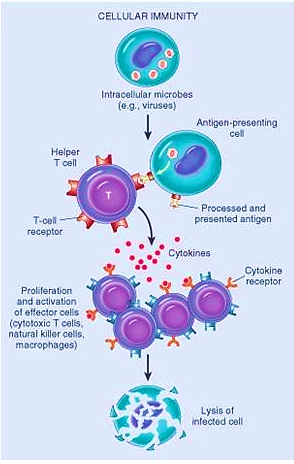 CELLULAR IMMUNITY
Intracellular microbes
(e.g., viruses)
Antigen-presenting
cell
Helper
T cell
T
T-cell
receptor
Processed and
presented antigen
Cytokines
Cytokine
receptor
Proliferation
and activation
of effector cells
(cytotoxic T cells,
natural killer cells,
macrophages)
Lysis of
infected cell